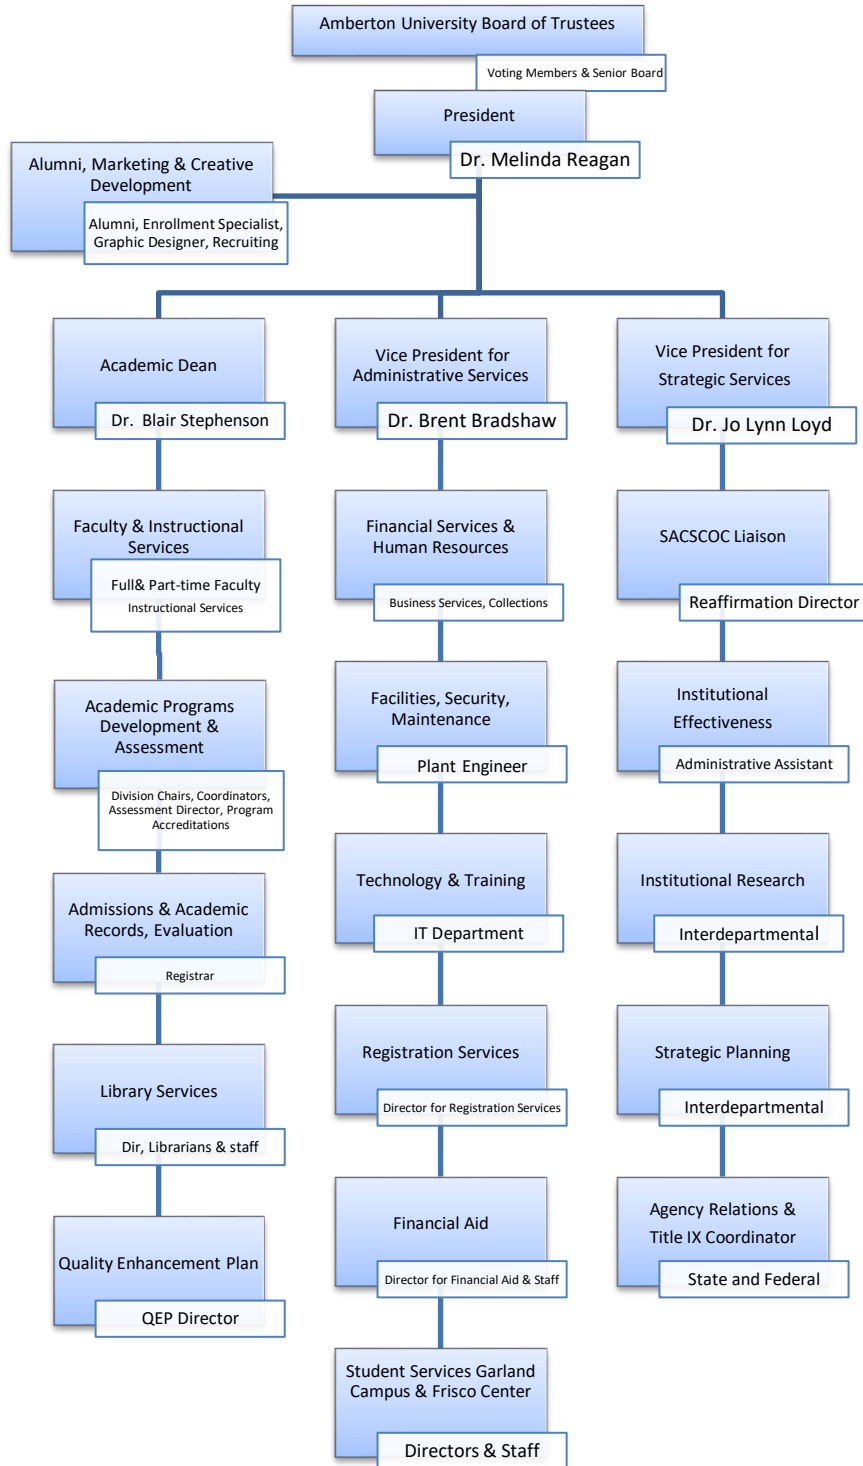 Amberton University Board of Trustees
Voting Members & Senior Board
President
Dr. Melinda Reagan
Alumni, Marketing & Creative
Development
Alumni, Enrollment Specialist,
Graphic Designer, Recruiting
Academic Dean
Dr. Blair Stephenson
Faculty & Instructional
Services
Full& Part-time Faculty
Instructional Services
Academic Programs
Development &
Assessment
Division Chairs, Coordinators,
Assessment Director, Program
Accreditations
Admissions & Academic
Records, Evaluation
Registrar
Library Services
Dir, Librarians & staff
Quality Enhancement Plan
QEP Director
Vice President for
Administrative Services
Dr. Brent Bradshaw
Financial Services &
Human Resources
Business Services, Collections
Facilities, Security,
Maintenance
Plant Engineer
Technology & Training
IT Department
Registration Services
Director for Registration Services
Financial Aid
Director for Financial Aid & Staff
Student Services Garland
Campus & Frisco Center
Directors & Staff
Vice President for
Strategic Services
Dr. Jo Lynn Loyd
SACSCOC Liaison
Reaffirmation Director
Institutional
Effectiveness
Administrative Assistant
Institutional Research
Interdepartmental
Strategic Planning
Interdepartmental
Agency Relations &
Title IX Coordinator
State and Federal